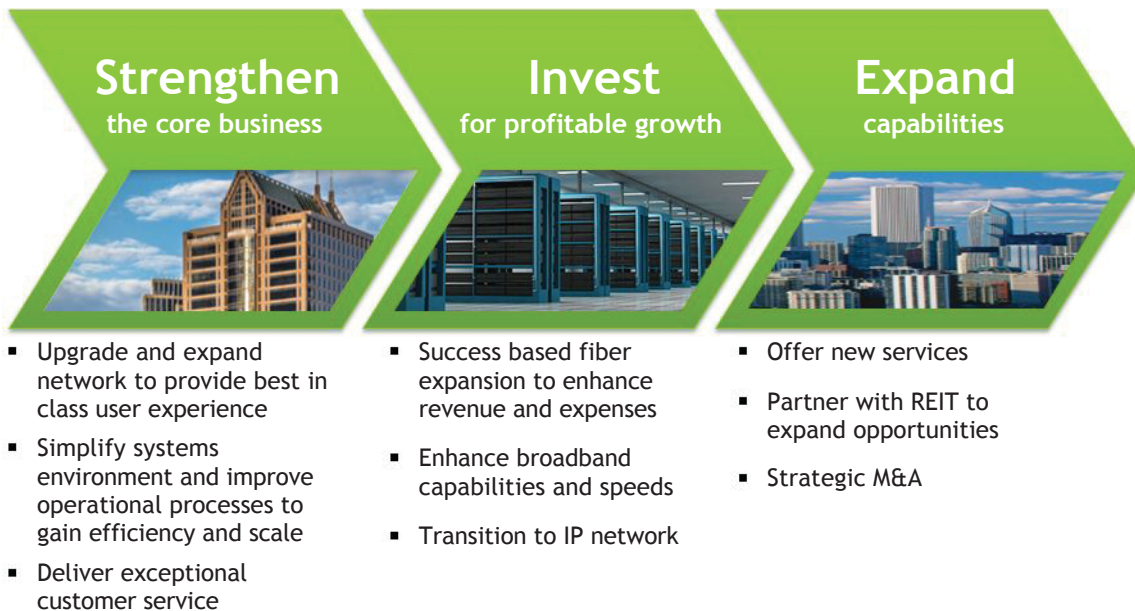 Strengthen
the core business
Invest
for profitable growth
Expand
capabilities
▪ Upgrade and expand
network to provide best in
class user experience
▪ Simplify systems
environment and improve
operational processes to
gain efficiency and scale
▪ Deliver exceptional
customer service
▪ Success based fiber
expansion to enhance
revenue and expenses
▪ Enhance broadband
capabilities and speeds
▪ Transition to IP network
▪ Offer new services
▪ Partner with REIT to
expand opportunities
▪ Strategic M&A